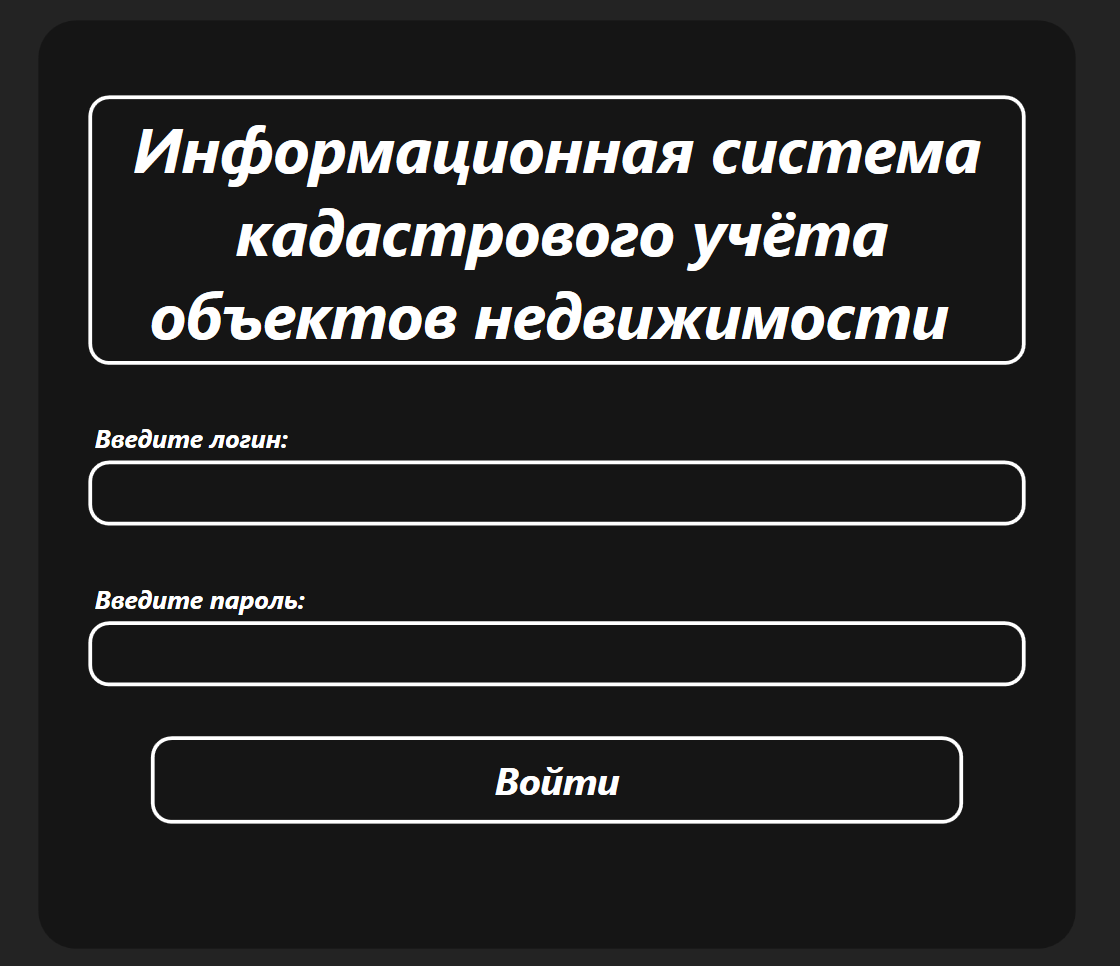 Информационная система
кадастрового учёта
объектов недвижимости
Введите логин:
Введите пароль:
Войти